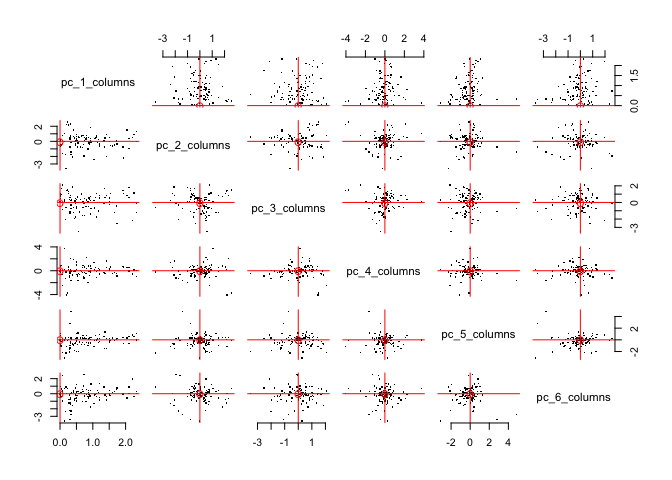 -3 -1 1 -4 -2 0 2 4 -3 -1 1
pc_1_columns 0.0 1.5
-3 0 2 pc_2_columns
pc_3_columns -3 0 2
-4 0 4 pc_4_columns
pc_5_columns -2 2
-3 0 2 pc_6_columns
0.0 1.0 2.0 -3 -1 1 -2 0 2 4